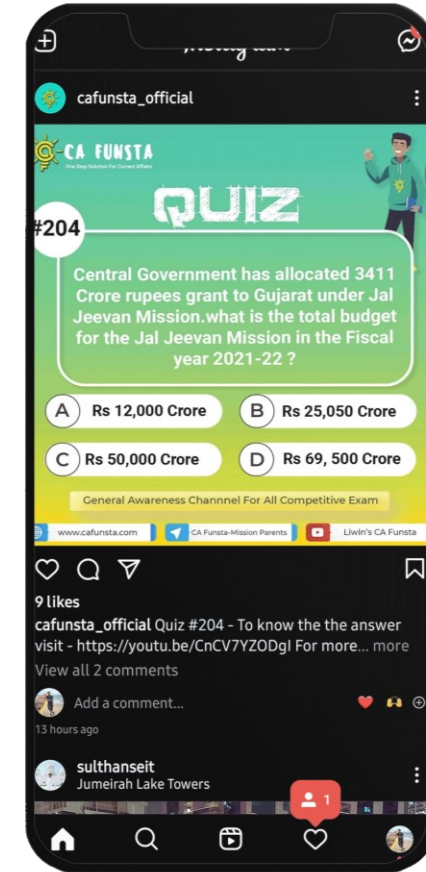 cafunsta_official
CA FUNSTA
One Stop Solution For Current Affairs
QUIZ
#204
Central Government has allocated 3411
Crore rupees grant to Gujarat under Jal
Jeevan Mission.what is the total budget
for the Jal Jeevan Mission in the Fiscal
year 2021-22 ?
A Rs 12,000 Crore
B Rs 25,050 Crore
C Rs 50,000 Crore
D Rs 69, 500 Crore
General Awareness Channnel For All Competitive Exam
www.cafunsta.com
CA Funsta-Mission Parents
Liwin's CA Funsta
9 likes
cafunsta_official Quiz #204 - To know the the answer
visit - https://youtu.be/CnCV7YZODgI For more... more
View all 2 comments
Add a comment...
13 hours ago
sulthanseit
Jumeirah Lake Towers
1